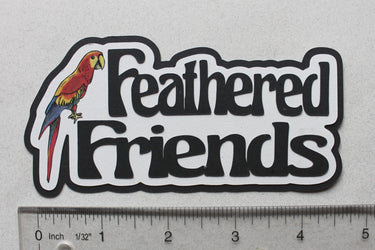 Feathered
Friends
0 Inch 1/32" 1 2 3 4 5